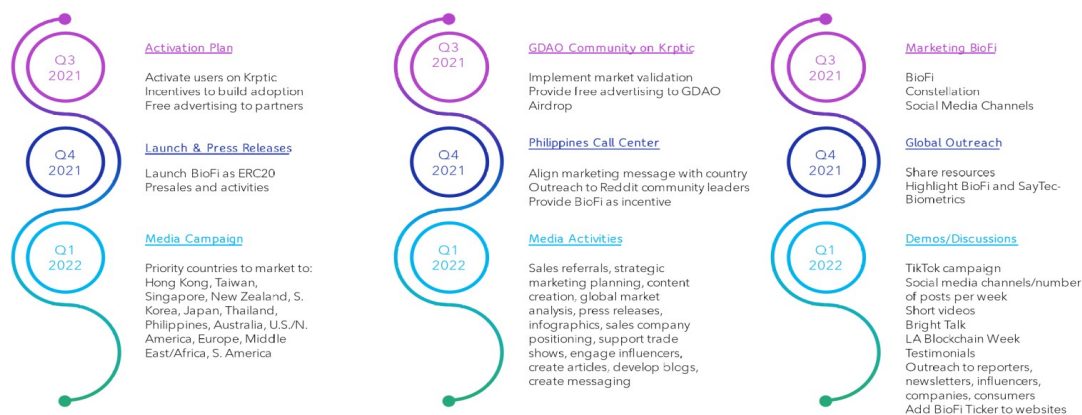 Q3
2021
Activation Plan
Activate users on Krptic
Incentives to build adoption
Free advertising to partners
Q4
2021
Launch & Press Releases
Launch BioFi as ERC20
Presales and activities
Q1
2022
Media Campaign
Priority countries to market to:
Hong Kong, Taiwan,
Singapore, New Zealand, S.
Korea, Japan, Thailand,
Philippines, Australia, U.S./N.
America, Europe, Middle
East/Africa, S. America
Q3
2021
GDAO Community on Krptic
Implement market validation
Provide free advertising to GDAO
Airdrop
Q4
2021
Philippines Call Center
Align marketing message with country
Outreach to Reddit community leaders
Provide BioFi as incentive
Q1
2022
Media Activities
Sales referrals, strategic
marketing planning, content
creation, global market
analysis, press releases,
infographics, sales company
positioning, support trade
shows, engage influencers,
create articles, develop blogs,
create messaging
Q3
2021
Marketing BioFi
BioFi
Constellation
Social Media Channels
Q4
2021
Global Outreach
Share resources
Highlight BioFi and SayTec-
Biometrics
Q1
2022
Demos/Discussions
TikTok campaign
Social media channels/number
of posts per week
Short videos
Bright Talk
LA Blockchain Week
Testimonials
Outreach to reporters,
newsletters, influencers,
companies, consumers
Add BioFi Ticker to websites